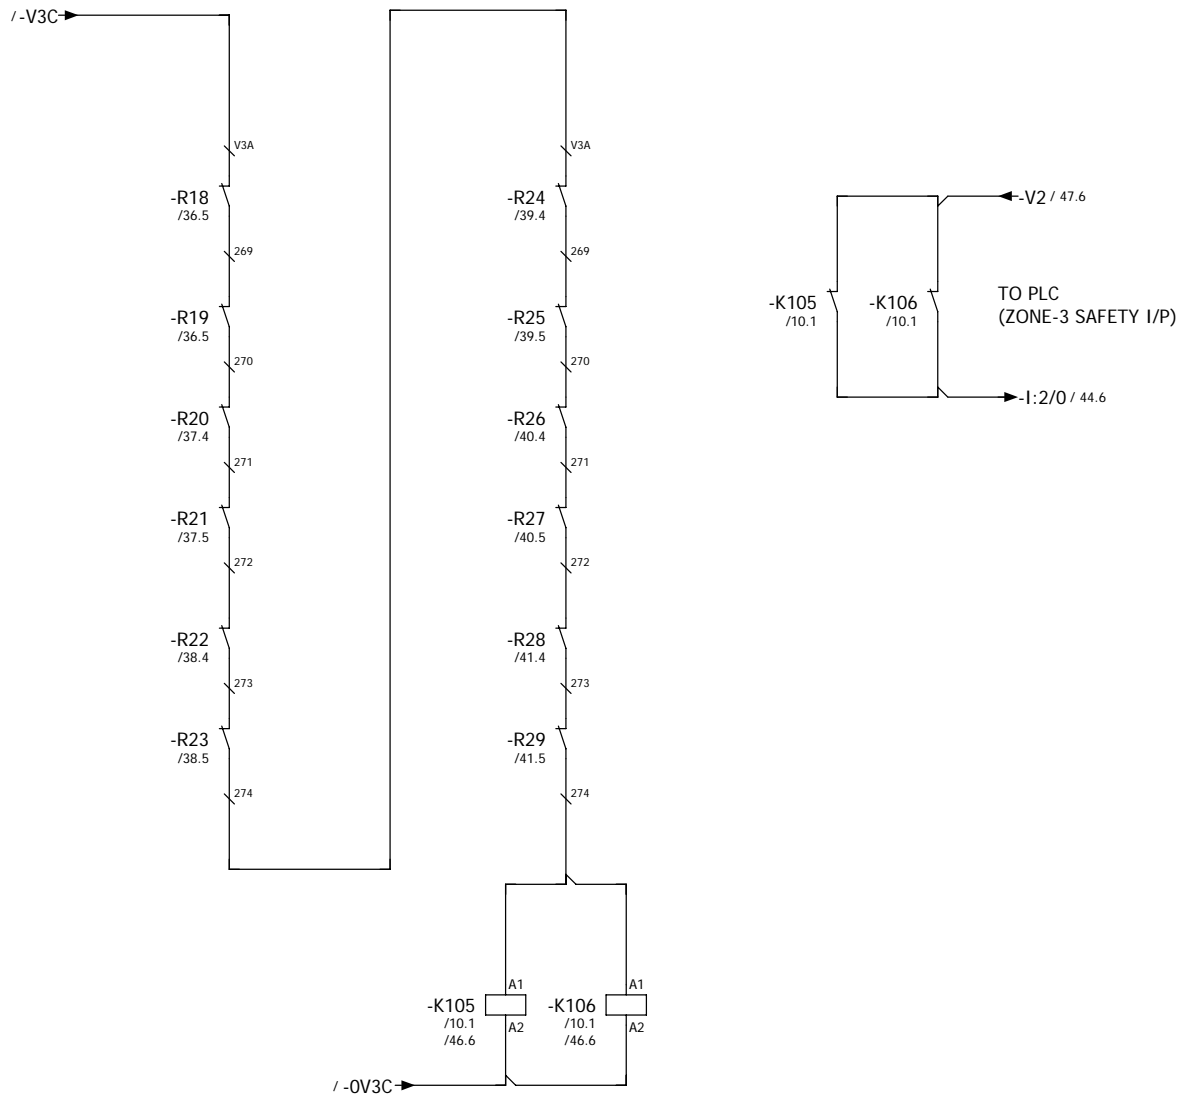 / -V3C
V3A
-R18
/36.5
269
-R19
/36.5
270
-R20
/37.4
271
-R21
/37.5
272
-R22
/38.4
273
-R23
/38.5
274
V3A
-R24
/39.4
269
-R25
/39.5
270
-R26
/40.4
271
-R27
/40.5
272
-R28
/41.4
273
-R29
/41.5
274
A1
-K105
/10.1
/46.6
A2
A1
-K106
/10.1
/46.6
A2
/ -0V3C
-V2 / 47.6
-K105
/10.1
-K106
/10.1
TO PLC
(ZONE-3 SAFETY I/P)
-I:2/0 / 44.6